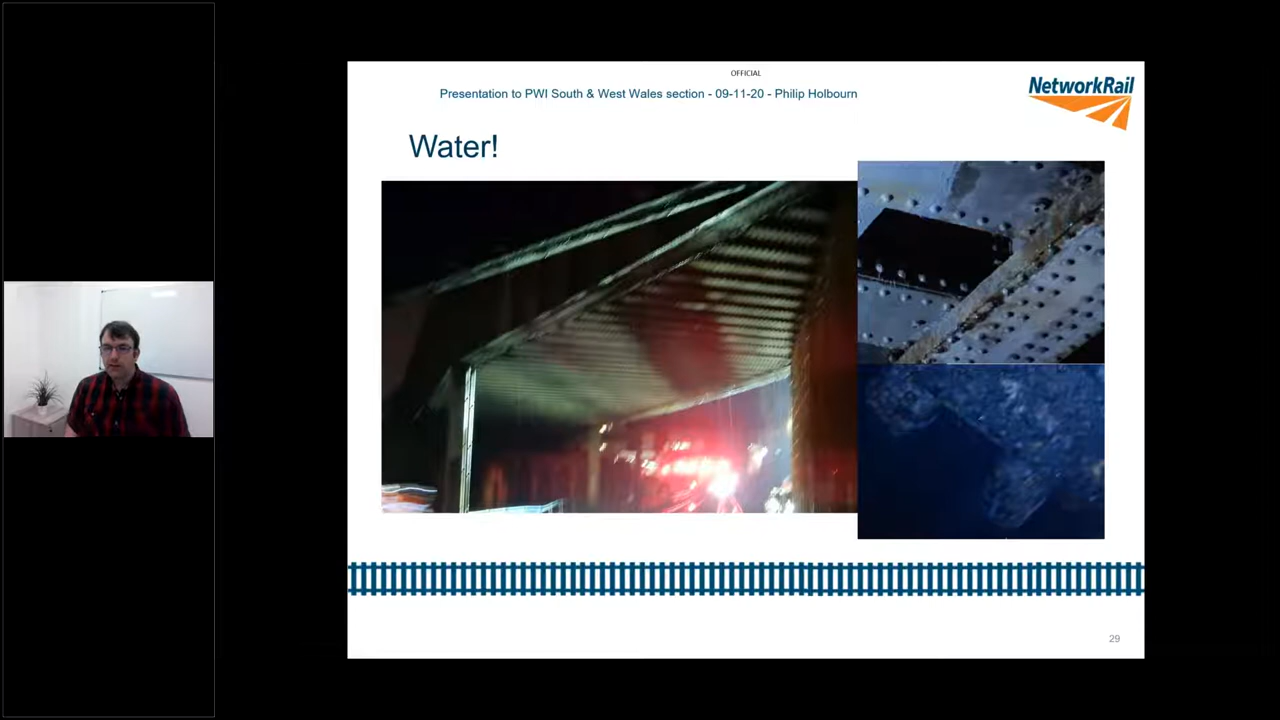 OFFICIAL
Presentation to PWI South & West Wales section - 09-11-20 - Philip Holbourn
NetworkRail
Water!
29